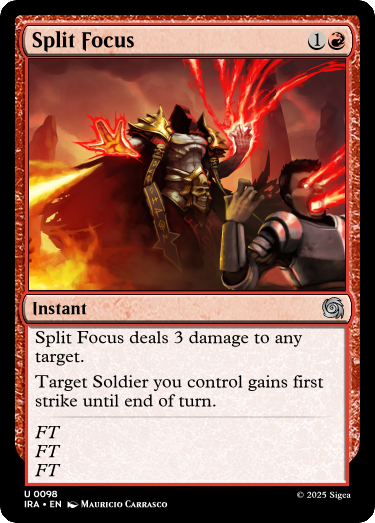 Split Focus 1
Instant
Split Focus deals 3 damage to any
target.
Target Soldier you control gains first
strike until end of turn.
FT
FT
FT
U 0098
IRA • EN Mauricio Carrasco
© 2025 Sigea